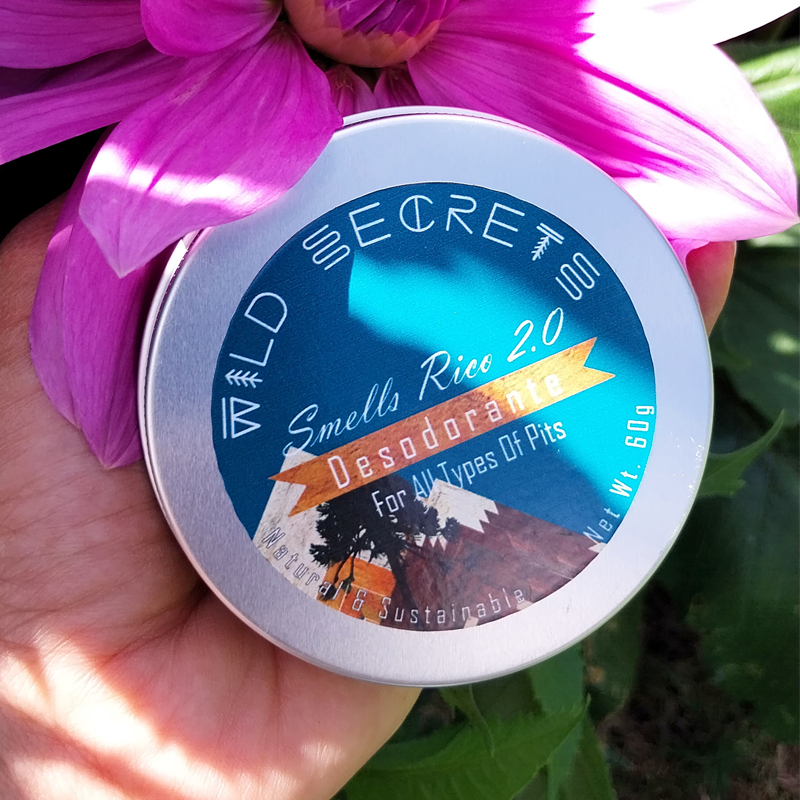 WILD SECRETS
Smells Rico 2.0
Desodorante
For All Types Of Pits
Net Wt. 60g
Natural & Sustainable